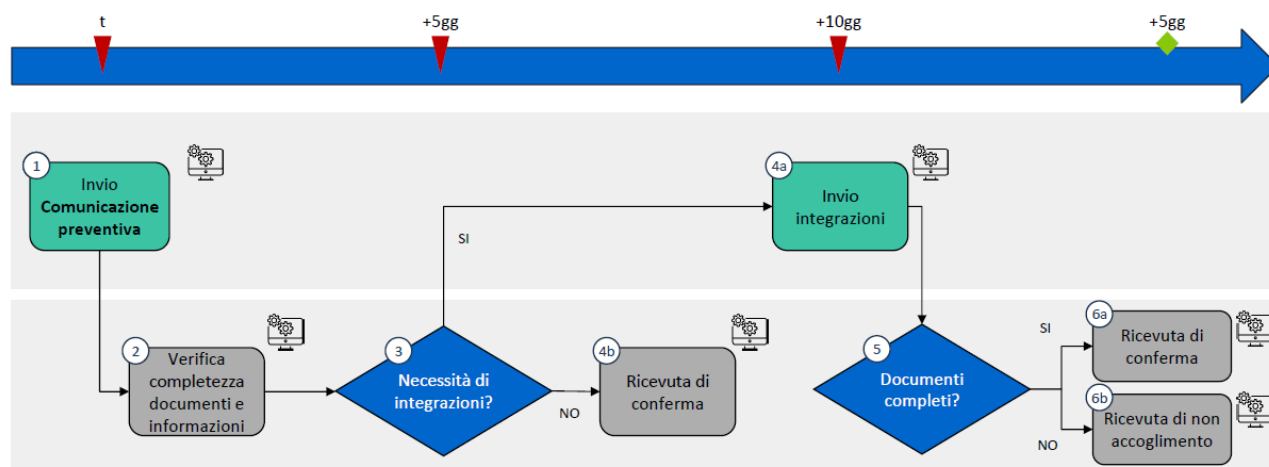 t
+5gg
+10gg
+5gg
1
Invio
Comunicazione
preventiva
4a
Invio
integrazioni
SI
2
Verifica
completezza
documenti e
informazioni
3
Necessità di
integrazioni?
NO
4b
Ricevuta di
conferma
5
Documenti
completi?
SI
NO
6a
Ricevuta di
conferma
6b
Ricevuta di non
accoglimento